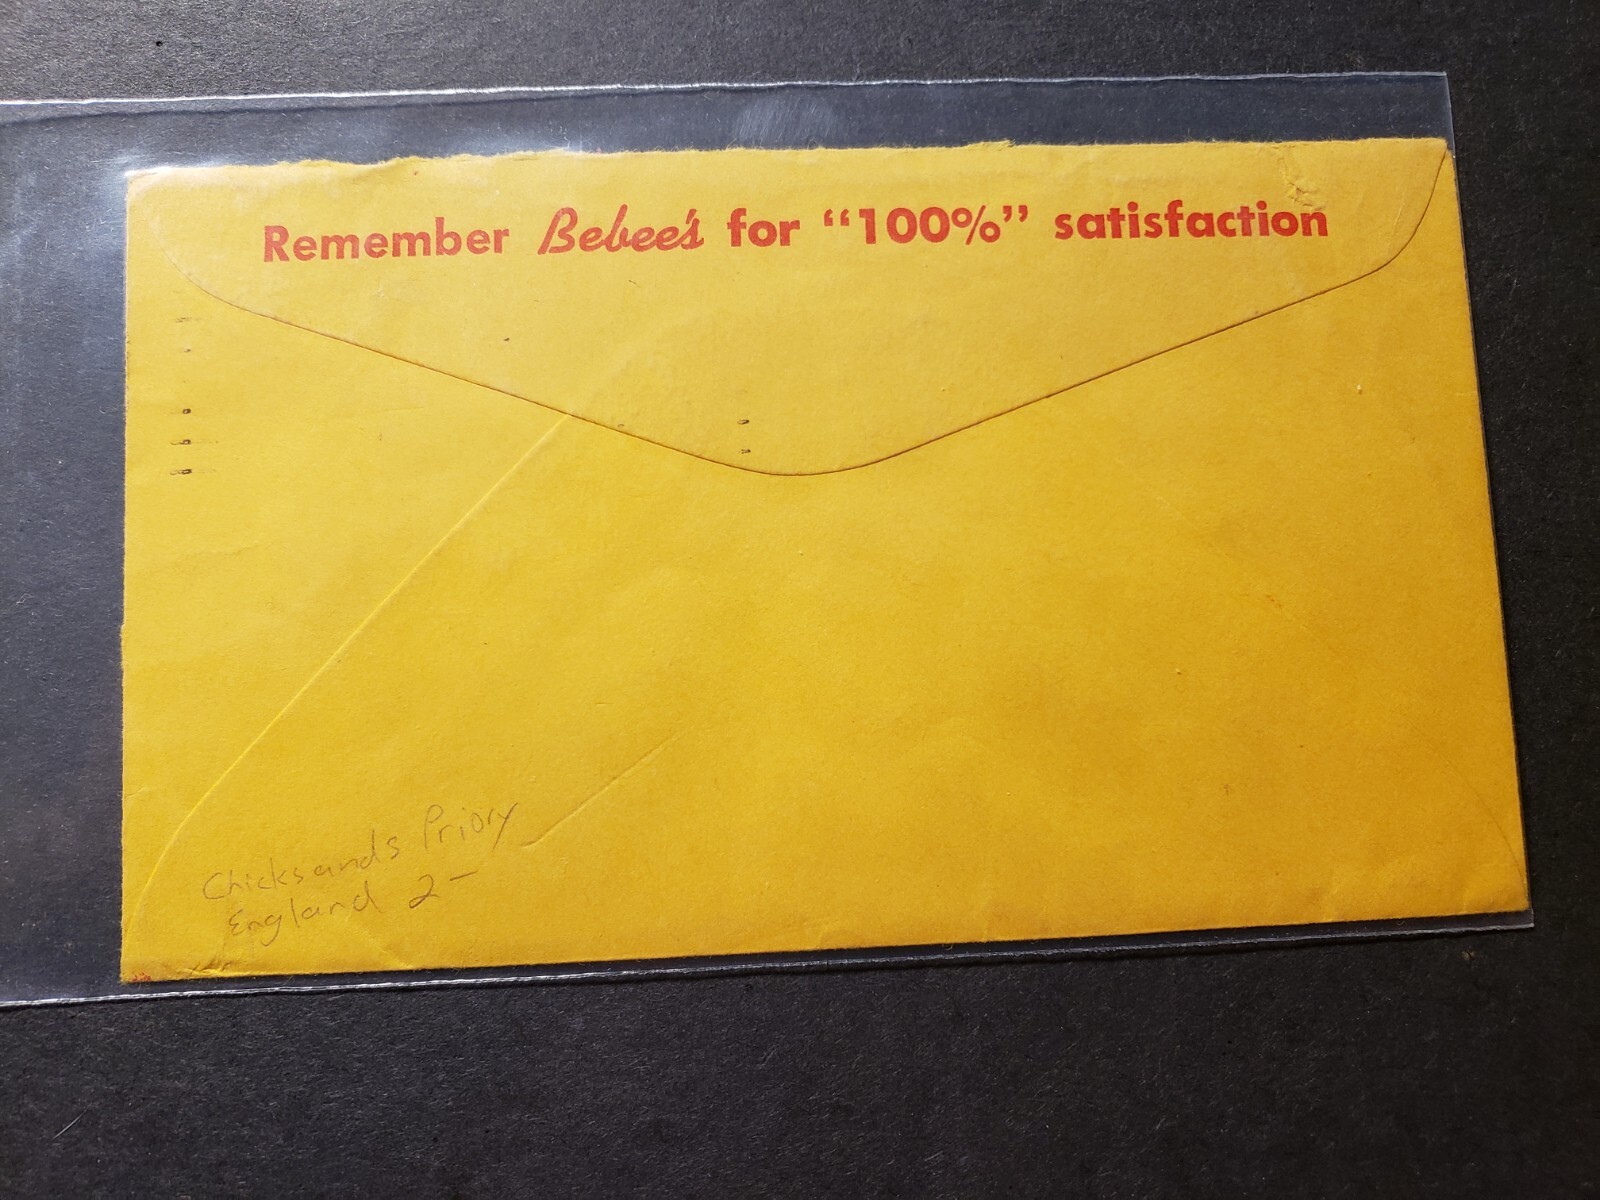 Remember Bebee's for “100%” satisfaction
Chicksands Priory
England 2-